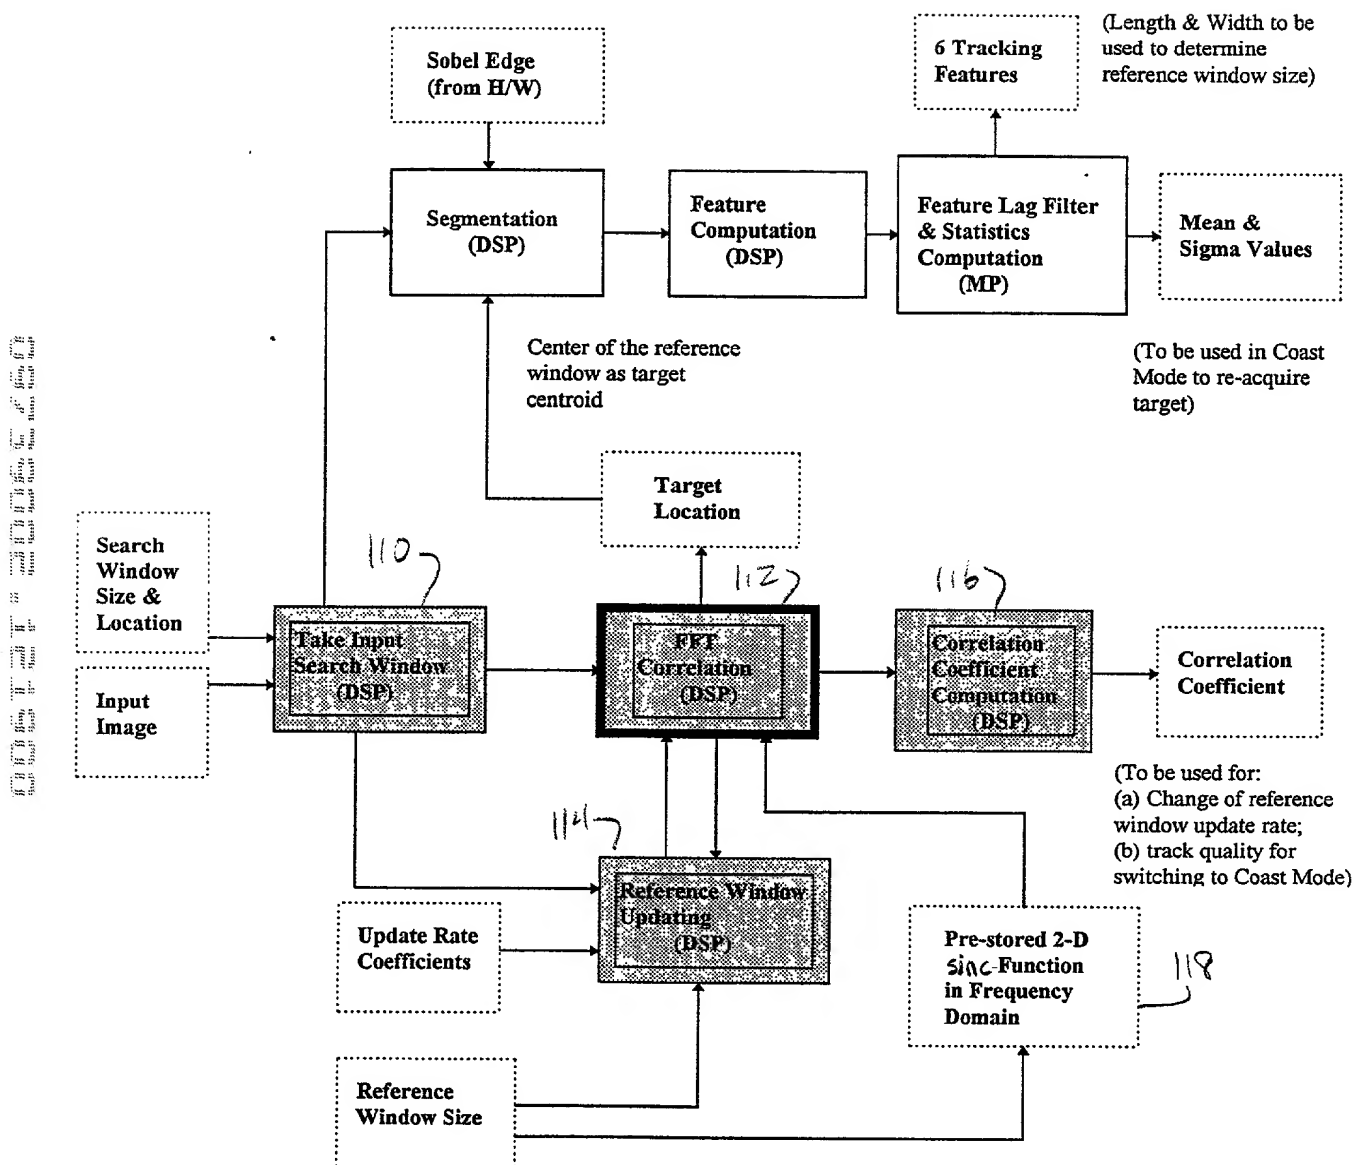 Sobel Edge
(from H/W)
6 Tracking
Features
(Length & Width to be
used to determine
reference window size)
Segmentation
(DSP)
Feature
Computation
(DSP)
Feature Lag Filter
& Statistics
Computation
(MP)
Mean &
Sigma Values
Center of the reference
window as target
centroid
(To be used in Coast
Mode to re-acquire
target)
Target
Location
Search
Window
Size &
Location
110
112
116
Take Input
Search Window
(DSP)
FFT
Correlation
(DSP)
Correlation
Coefficient
Computation
(DSP)
Correlation
Coefficient
Input
Image
(To be used for:
(a) Change of reference
window update rate;
(b) track quality for
switching to Coast Mode)
114
Reference Window
Updating
(DSP)
Update Rate
Coefficients
Pre-stored 2-D
sinc-Function
in Frequency
Domain
118
Reference
Window Size